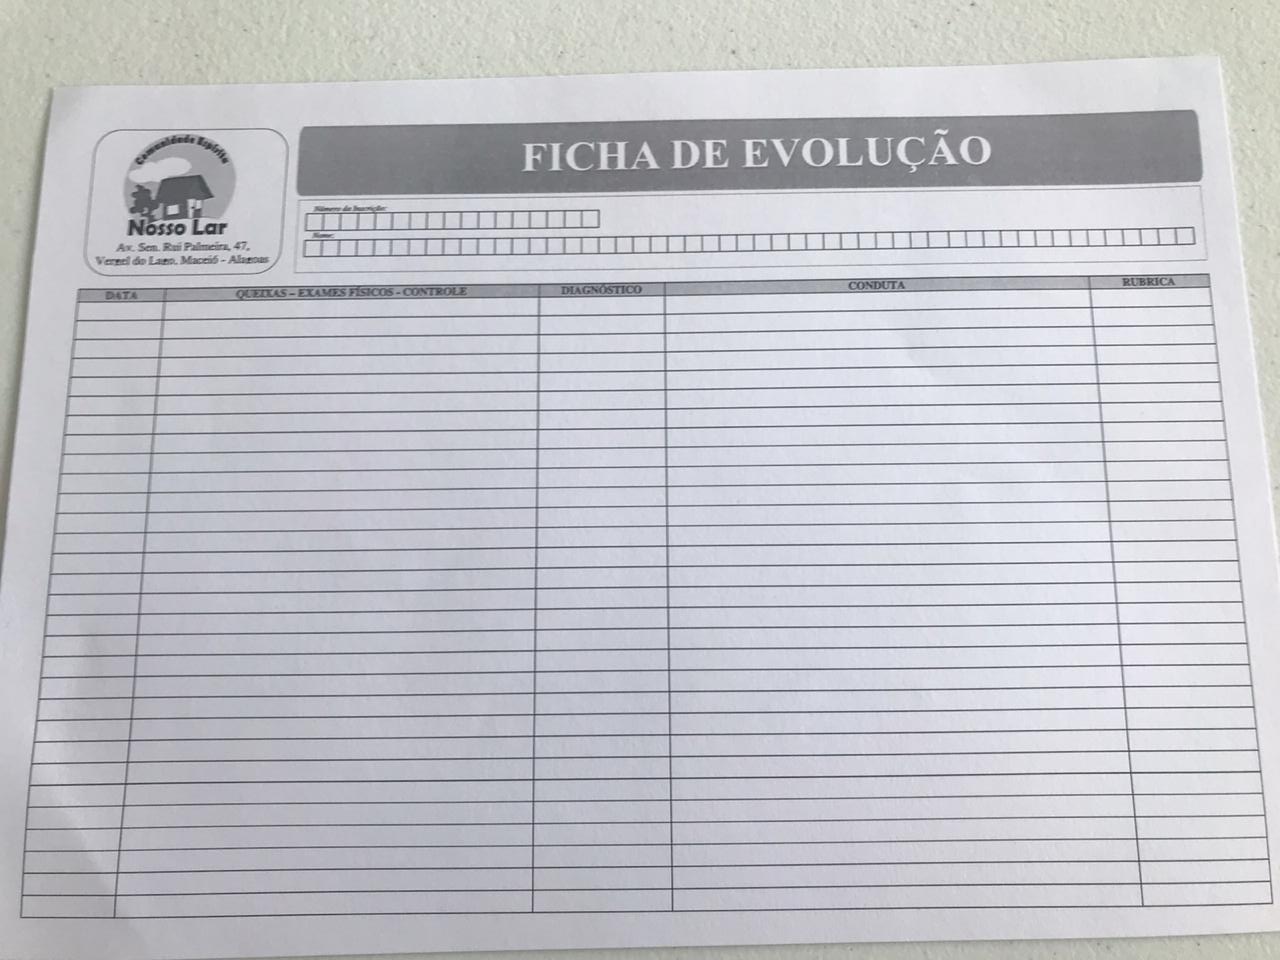 Comunidade Espírita
Nosso Lar
Av. Sen. Rui Palmeira, 47,
Vergel do Lago, Maceió - Alagoas
FICHA DE EVOLUÇÃO
Número da Inscrição:
Nome:
DATA QUEIXAS – EXAMES FÍSICOS - CONTROLE DIAGNÓSTICO CONDUTA RUBRICA